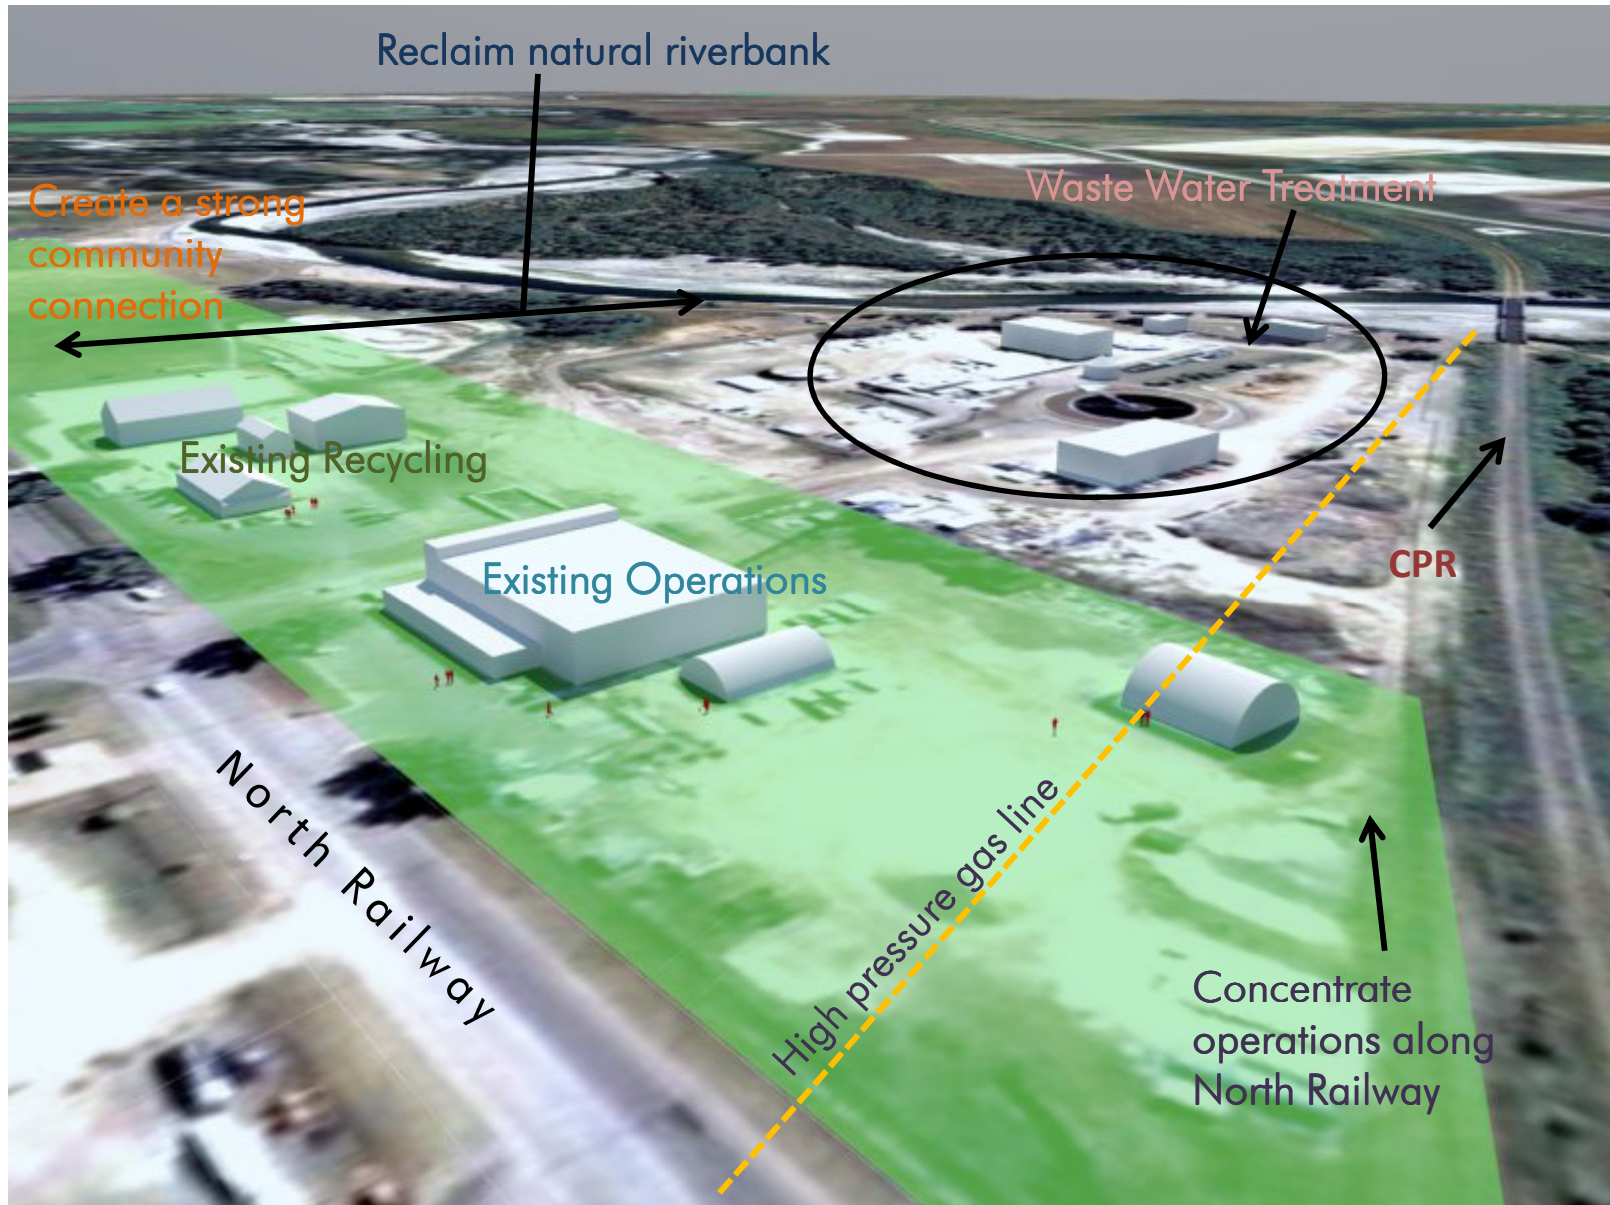 Reclaim natural riverbank
Waste Water Treatment
Create a strong
community
connection
Existing Recycling
Existing Operations
CPR
North Railway
High pressure gas line
Concentrate
operations along
North Railway